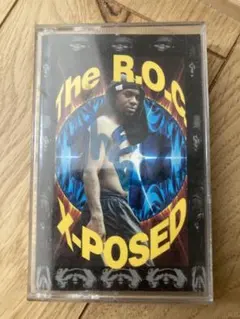 The R.O.C.
X-POSED